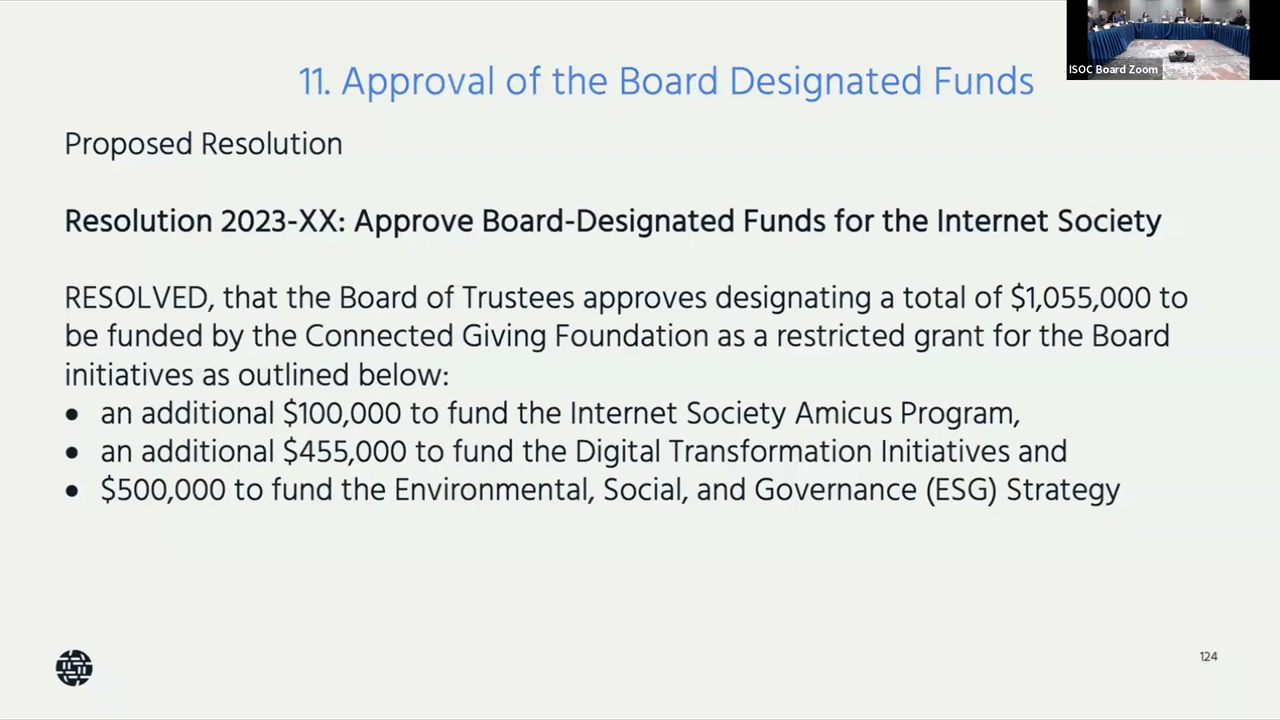 ISOC Board Zoom
11. Approval of the Board Designated Funds
Proposed Resolution
Resolution 2023-XX: Approve Board-Designated Funds for the Internet Society
RESOLVED, that the Board of Trustees approves designating a total of $1,055,000 to
be funded by the Connected Giving Foundation as a restricted grant for the Board
initiatives as outlined below:
• an additional $100,000 to fund the Internet Society Amicus Program,
• an additional $455,000 to fund the Digital Transformation Initiatives and
• $500,000 to fund the Environmental, Social, and Governance (ESG) Strategy
124